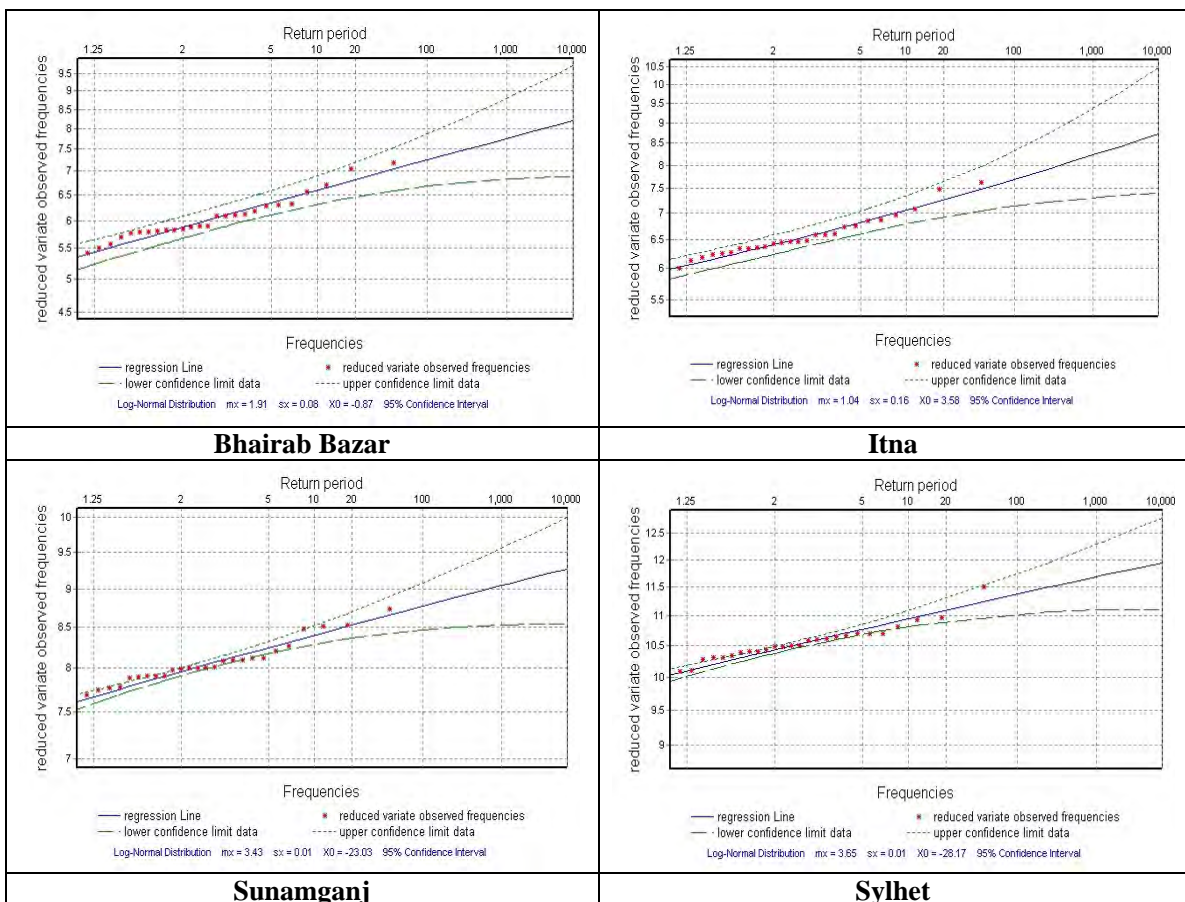 Return period
1.25 2 5 10 20 100 1,000 10,000
reduced variate observed frequencies
9.5
9
8.5
8
7.5
7
6.5
6
5.5
5
4.5
Frequencies
regression Line reduced variate observed frequencies
lower confidence limit data upper confidence limit data
Log-Normal Distribution mx = 1.91 sx = 0.08 X0 = -0.87 95% Confidence Interval
Bhairab Bazar
Return period
1.25 2 5 10 20 100 1,000 10,000
reduced variate observed frequencies
10.5
10
9.5
9
8.5
8
7.5
7
6.5
6
5.5
Frequencies
regression Line reduced variate observed frequencies
lower confidence limit data upper confidence limit data
Log-Normal Distribution mx = 1.04 sx = 0.16 X0 = 3.58 95% Confidence Interval
Itna
Return period
1.25 2 5 10 20 100 1,000 10,000
reduced variate observed frequencies
10
9.5
9
8.5
8
7.5
7
Frequencies
regression Line reduced variate observed frequencies
lower confidence limit data upper confidence limit data
Log-Normal Distribution mx = 3.43 sx = 0.01 X0 = -23.03 95% Confidence Interval
Sunamganj
Return period
1.25 2 5 10 20 100 1,000 10,000
reduced variate observed frequencies
12.5
12
11.5
11
10.5
10
9.5
9
Frequencies
regression Line reduced variate observed frequencies
lower confidence limit data upper confidence limit data
Log-Normal Distribution mx = 3.65 sx = 0.01 X0 = -28.17 95% Confidence Interval
Sylhet